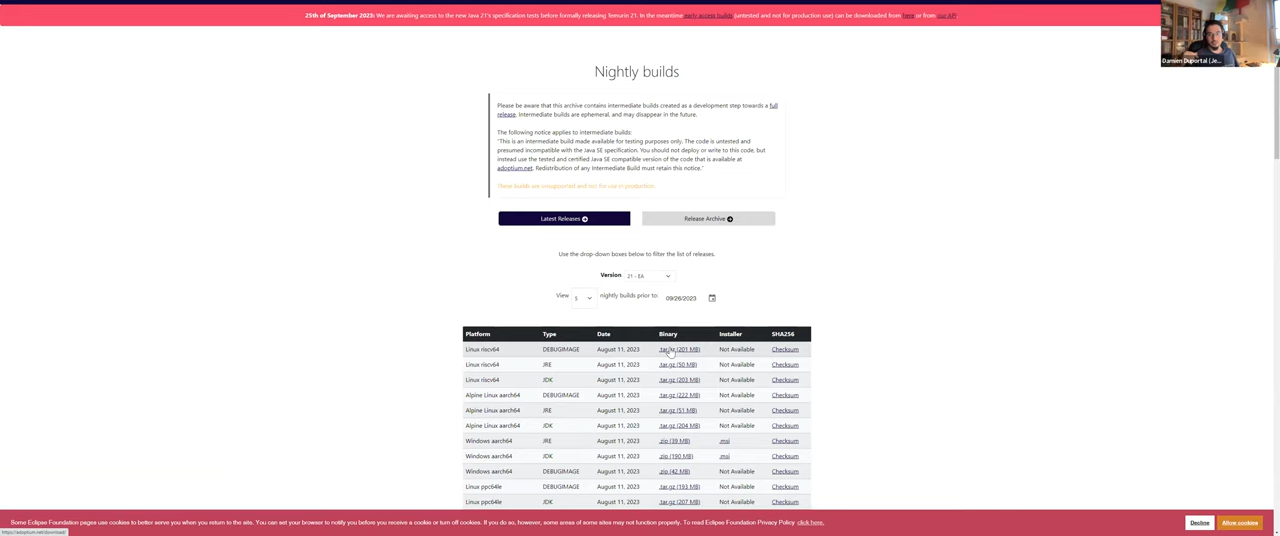 25th of September 2023: We are awaiting access to the new Java 21's specification tests before formally releasing Temurin 21. In the meantime early access builds (untested and not for production use) can be downloaded from here or from our API.
Damien Duportal (Je...
Nightly builds
Please be aware that this archive contains intermediate builds created as a development step towards a full
release. Intermediate builds are ephemeral, and may disappear in the future.
The following notice applies to intermediate builds:
"This is an intermediate build made available for testing purposes only. The code is untested and
presumed incompatible with the Java SE specification. You should not deploy or write to this code, but
instead use the tested and certified Java SE compatible version of the code that is available at
adoptium.net. Redistribution of any Intermediate Build must retain this notice."
These builds are unsupported and not for use in production.
Latest Releases Release Archive
Use the drop-down boxes below to filter the list of releases.
Version 21 - EA
View 5 nightly builds prior to: 09/26/2023
Platform Type Date Binary Installer SHA256
Linux riscv64 DEBUGIMAGE August 11, 2023 .tar.gz (201 MB) Not Available Checksum
Linux riscv64 JRE August 11, 2023 .tar.gz (50 MB) Not Available Checksum
Linux riscv64 JDK August 11, 2023 .tar.gz (203 MB) Not Available Checksum
Alpine Linux aarch64 DEBUGIMAGE August 11, 2023 .tar.gz (222 MB) Not Available Checksum
Alpine Linux aarch64 JRE August 11, 2023 .tar.gz (51 MB) Not Available Checksum
Alpine Linux aarch64 JDK August 11, 2023 .tar.gz (204 MB) Not Available Checksum
Windows aarch64 JRE August 11, 2023 .zip (39 MB) .msi Checksum
Windows aarch64 JDK August 11, 2023 .zip (190 MB) .msi Checksum
Windows aarch64 DEBUGIMAGE August 11, 2023 .zip (42 MB) Not Available Checksum
Linux ppc64le DEBUGIMAGE August 11, 2023 .tar.gz (193 MB) Not Available Checksum
Linux ppc64le JDK August 11, 2023 .tar.gz (207 MB) Not Available Checksum
Some Eclipse Foundation pages use cookies to better serve you when you return to the site. You can set your browser to notify you before you receive a cookie or turn off cookies. If you do so, however, some areas of some sites may not function properly. To read Eclipse Foundation Privacy Policy click here.
Decline Allow cookies
https://adoptium.net/download/